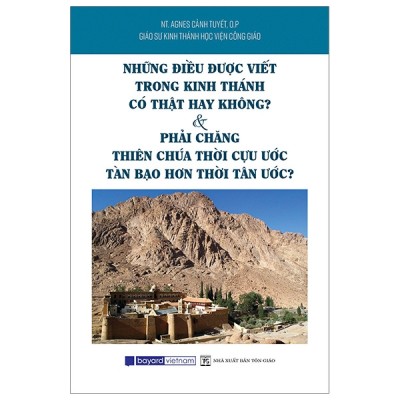 NT. AGNES CẢNH TUYẾT, O.P
GIÁO SƯ KINH THÁNH HỌC VIỆN CÔNG GIÁO
NHỮNG ĐIỀU ĐƯỢC VIẾT
TRONG KINH THÁNH
CÓ THẬT HAY KHÔNG?
&
PHẢI CHĂNG
THIÊN CHÚA THỜI CỰU ƯỚC
TÀN BẠO HƠN THỜI TÂN ƯỚC?
bayard vietnam
NHÀ XUẤT BẢN TÔN GIÁO